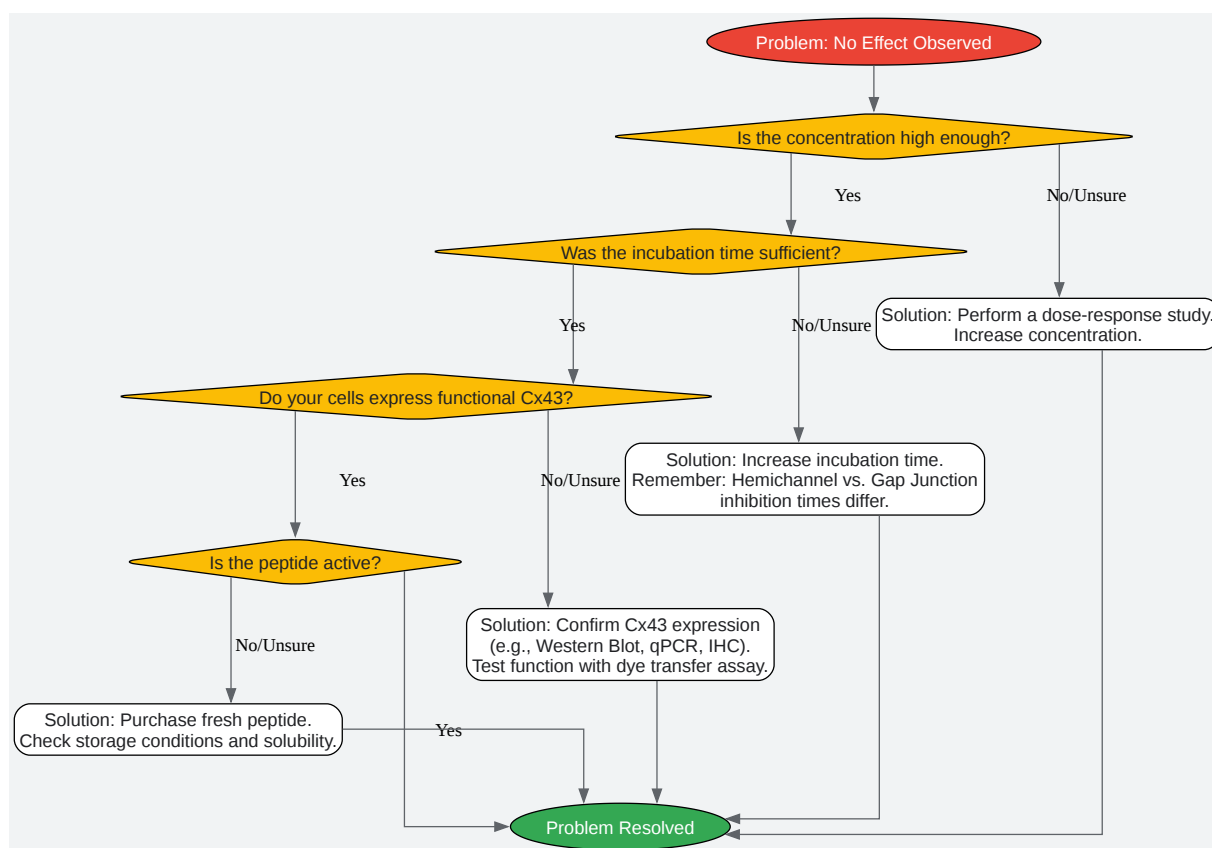 Problem: No Effect Observed
Is the concentration high enough?
Yes
No/Unsure
Was the incubation time sufficient?
Solution: Perform a dose-response study.
Increase concentration.
Yes
No/Unsure
Do your cells express functional Cx43?
Solution: Increase incubation time.
Remember: Hemichannel vs. Gap Junction
inhibition times differ.
Yes
No/Unsure
Is the peptide active?
Solution: Confirm Cx43 expression
(e.g., Western Blot, qPCR, IHC).
Test function with dye transfer assay.
No/Unsure
Solution: Purchase fresh peptide.
Check storage conditions and solubility.
Yes
Problem Resolved